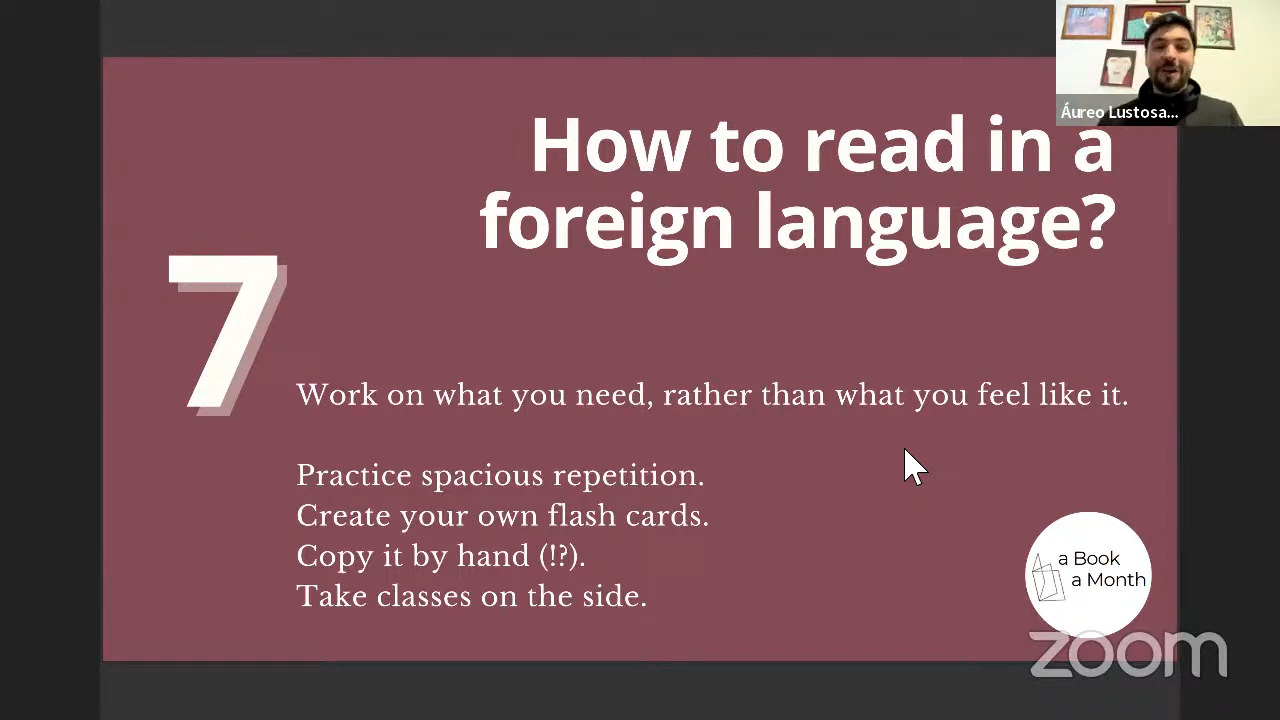 Áureo Lustosa...
How to read in a
foreign language?
7
Work on what you need, rather than what you feel like it.
Practice spacious repetition.
Create your own flash cards.
Copy it by hand (!?).
Take classes on the side.
a Book
a Month
zoom